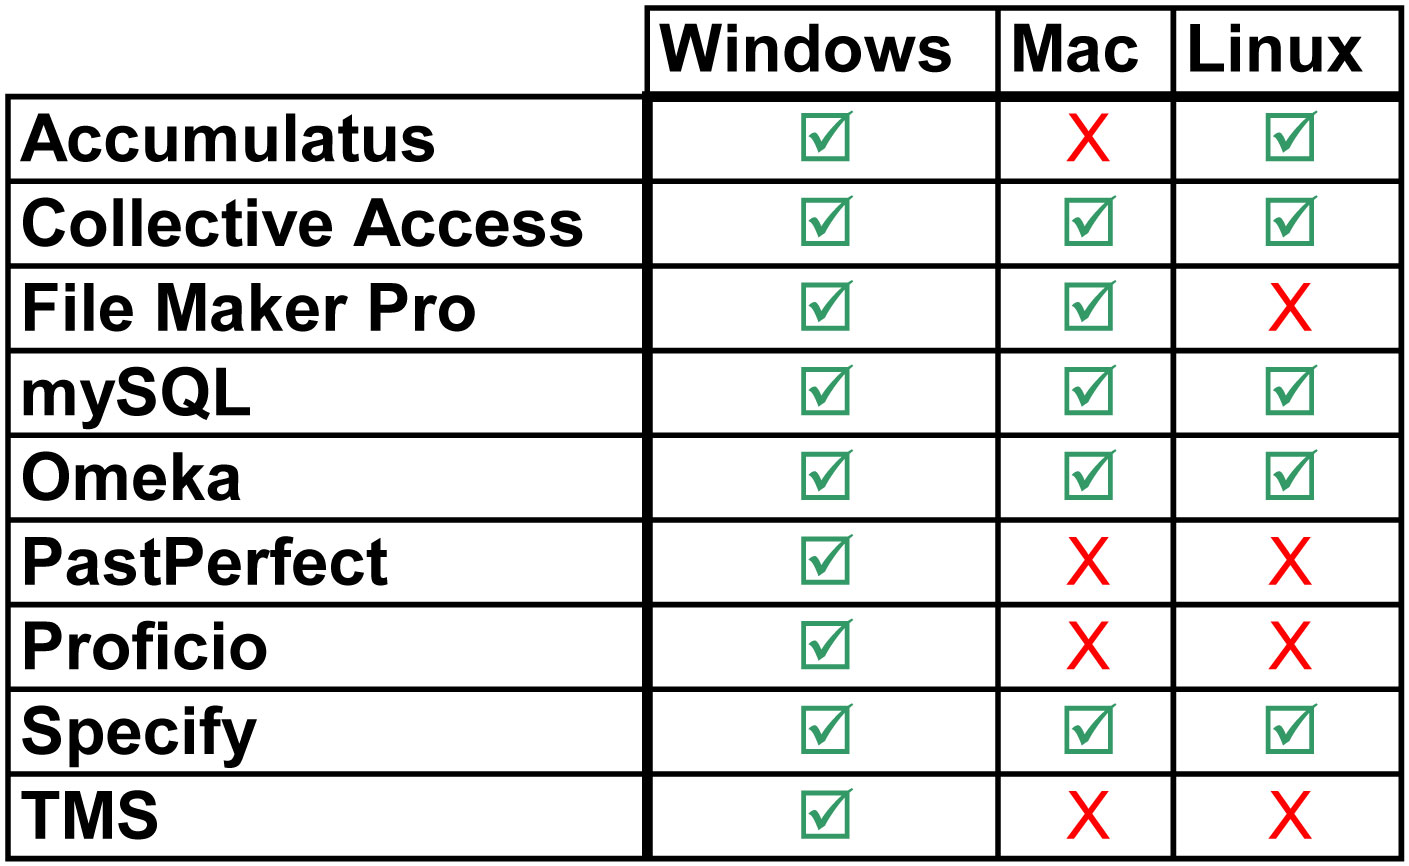 Windows Mac Linux
Accumulatus ☑ X ☑
Collective Access ☑ ☑ ☑
File Maker Pro ☑ ☑ X
mySQL ☑ ☑ ☑
Omeka ☑ ☑ ☑
PastPerfect ☑ X X
Proficio ☑ X X
Specify ☑ ☑ ☑
TMS ☑ X X